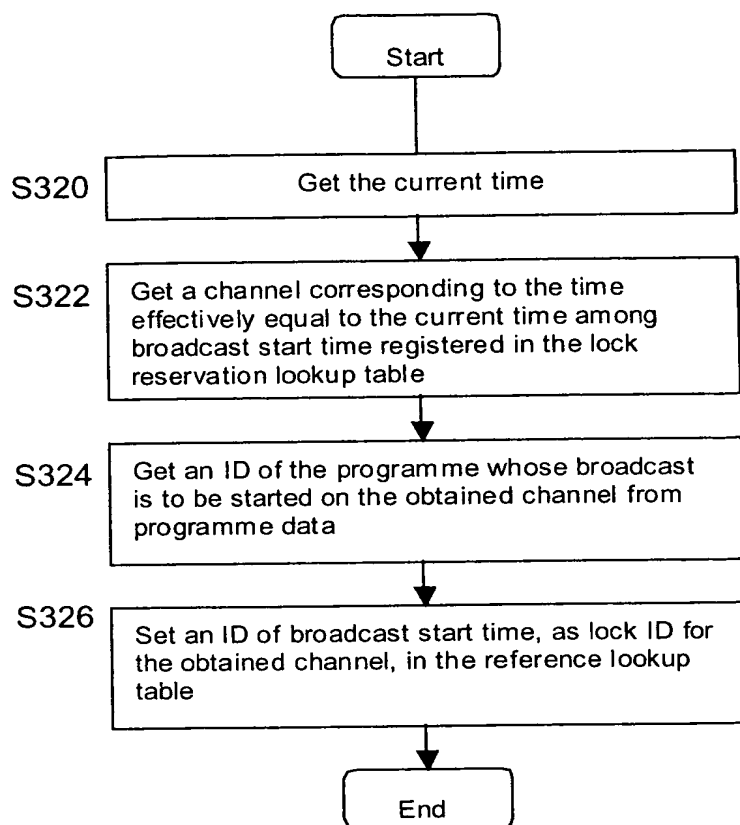 Start
S320
Get the current time
S322
Get a channel corresponding to the time
effectively equal to the current time among
broadcast start time registered in the lock
reservation lookup table
S324
Get an ID of the programme whose broadcast
is to be started on the obtained channel from
programme data
S326
Set an ID of broadcast start time, as lock ID for
the obtained channel, in the reference lookup
table
End